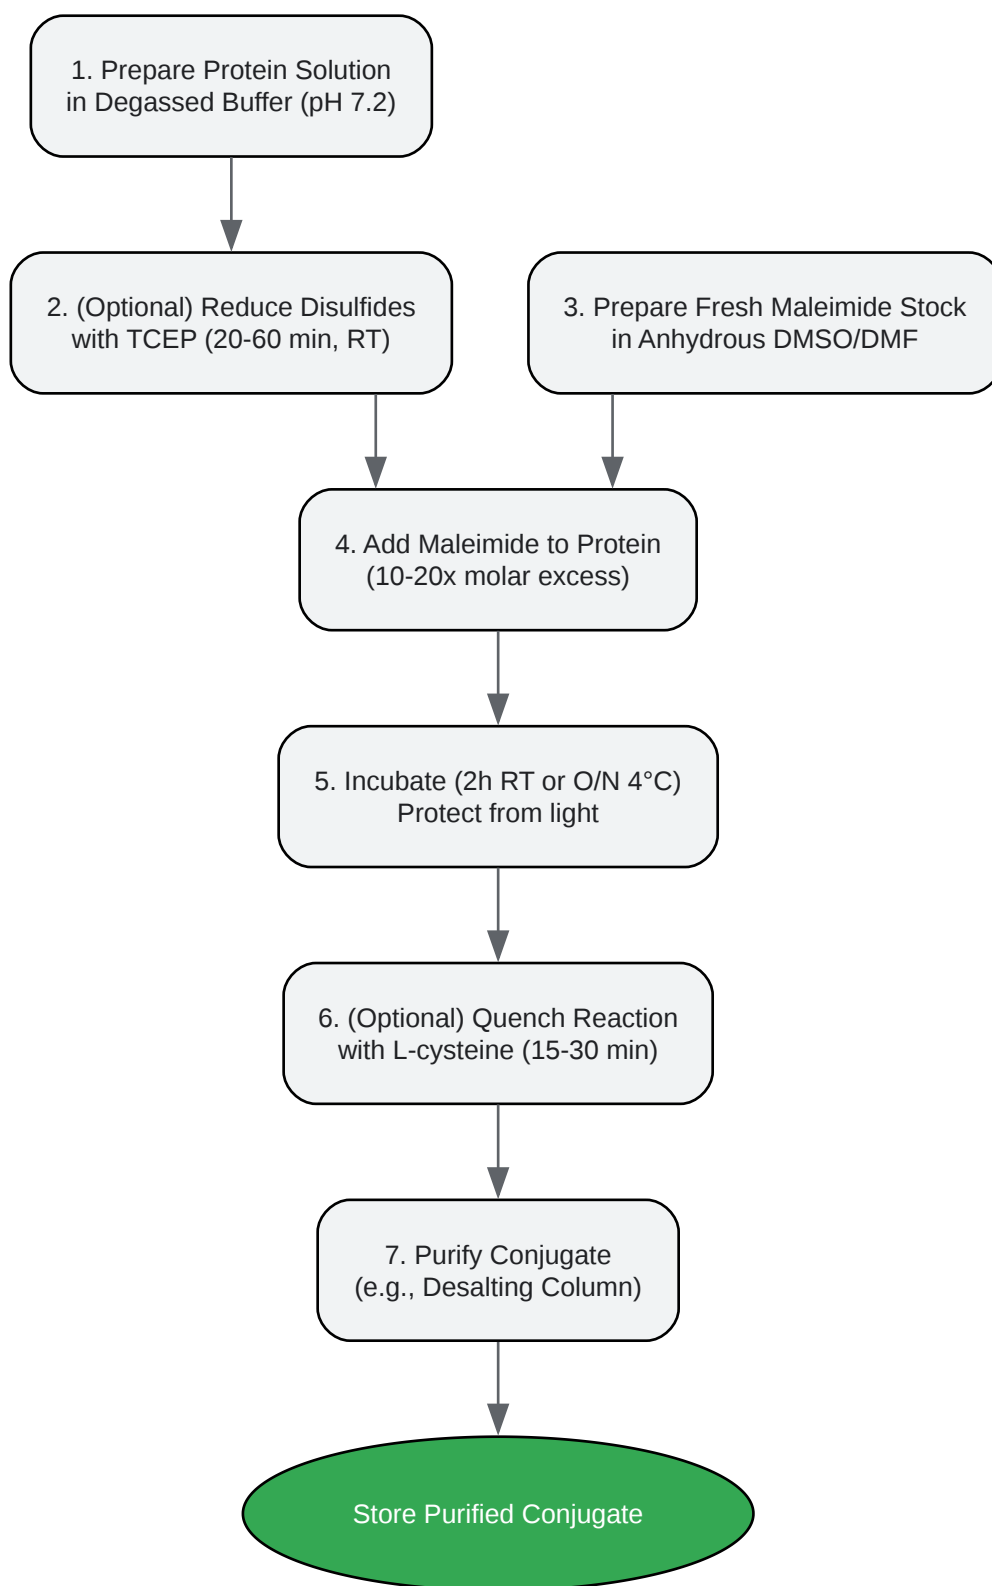 1. Prepare Protein Solution
in Degassed Buffer (pH 7.2)
2. (Optional) Reduce Disulfides
with TCEP (20-60 min, RT)
3. Prepare Fresh Maleimide Stock
in Anhydrous DMSO/DMF
4. Add Maleimide to Protein
(10-20x molar excess)
5. Incubate (2h RT or O/N 4°C)
Protect from light
6. (Optional) Quench Reaction
with L-cysteine (15-30 min)
7. Purify Conjugate
(e.g., Desalting Column)
Store Purified Conjugate